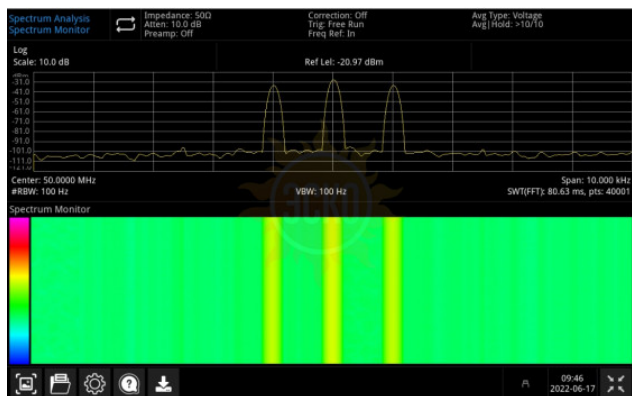 Spectrum Analysis
Spectrum Monitor
Impedance: 50Ω
Atten: 10.0 dB
Preamp: Off
Correction: Off
Trig: Free Run
Freq Ref: In
Avg Type: Voltage
Avg|Hold: >10/10
Log
Scale: 10.0 dB
Ref Lel: -20.97 dBm
-31.0
-41.0
-51.0
-61.0
-71.0
-81.0
-91.0
-101.0
-111.0
Center: 50.0000 MHz
Span: 10.000 kHz
#RBW: 100 Hz
VBW: 100 Hz
SWT(FFT): 80.63 ms, pts: 40001
Spectrum Monitor
ЭСКО
09:46
2022-06-17